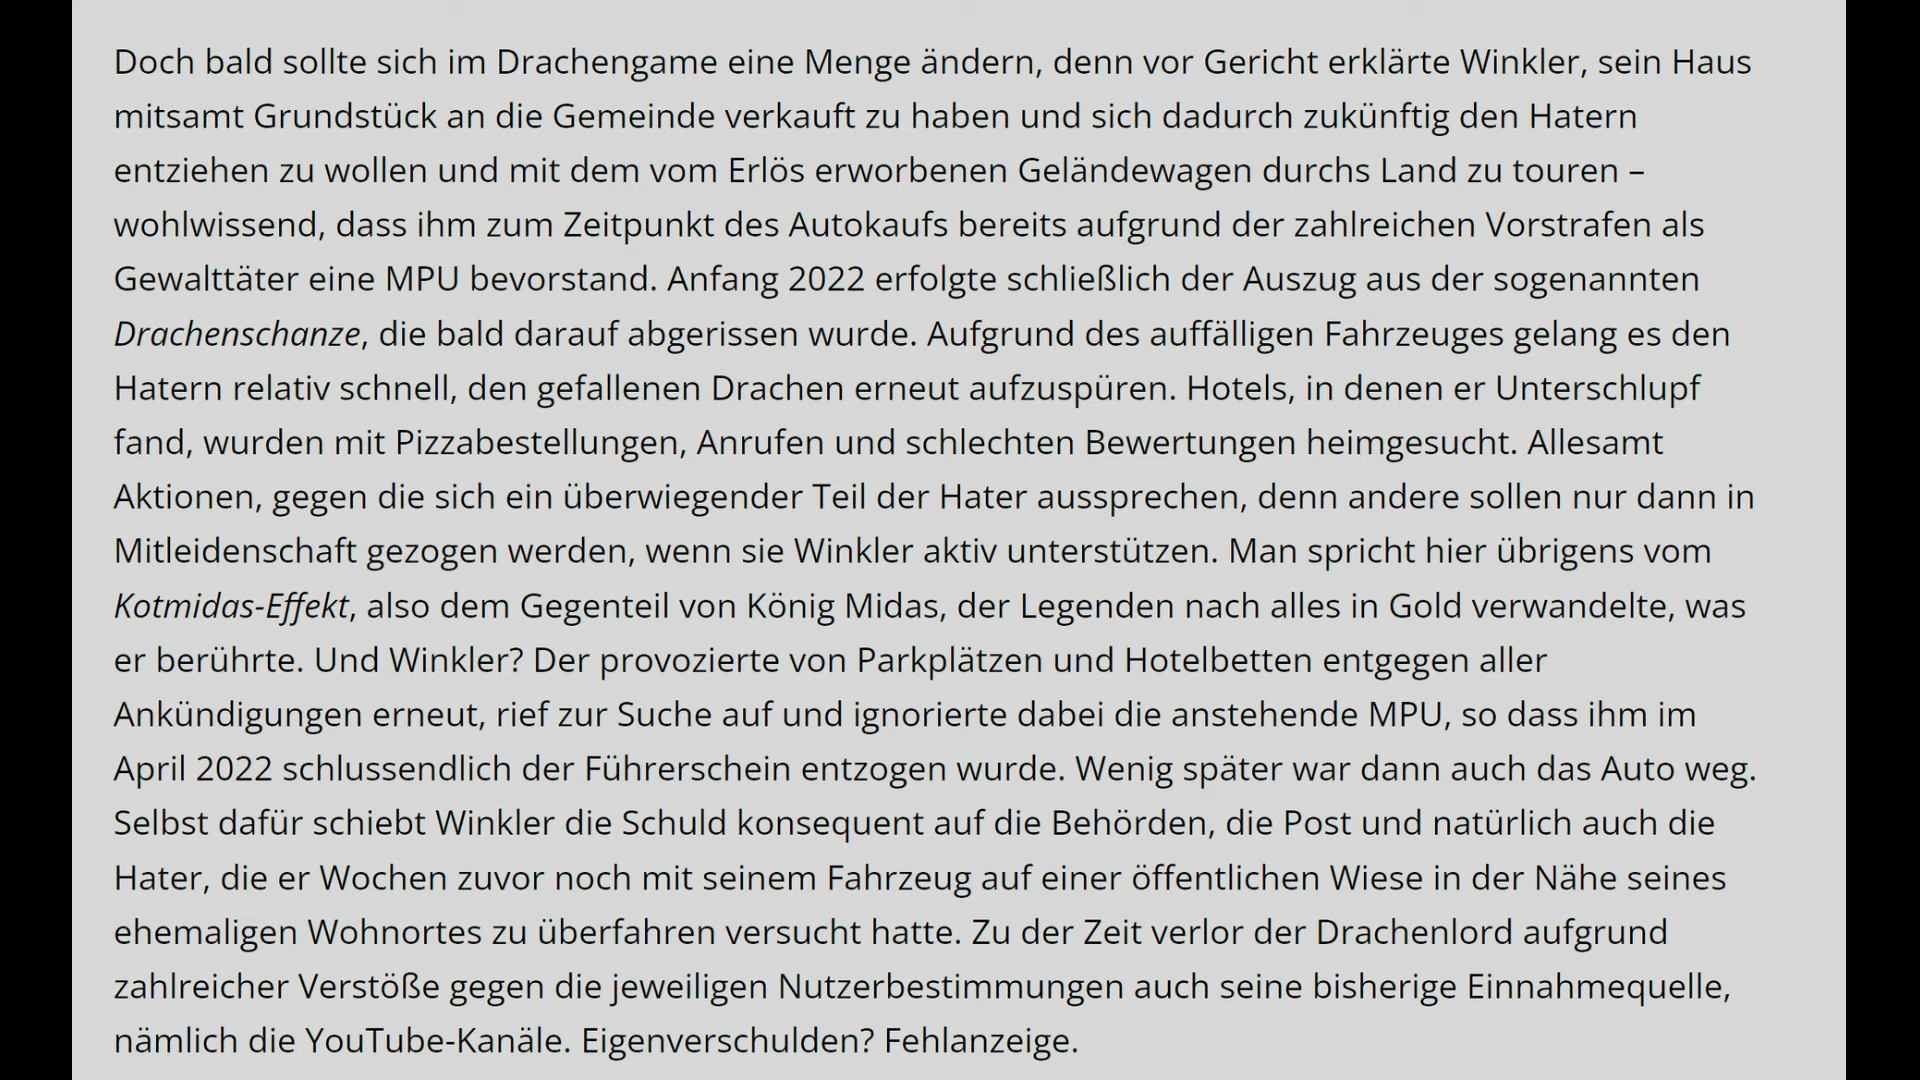 Doch bald sollte sich im Drachengame eine Menge ändern, denn vor Gericht erklärte Winkler, sein Haus
mitsamt Grundstück an die Gemeinde verkauft zu haben und sich dadurch zukünftig den Hatern
entziehen zu wollen und mit dem vom Erlös erworbenen Geländewagen durchs Land zu touren –
wohlwissend, dass ihm zum Zeitpunkt des Autokaufs bereits aufgrund der zahlreichen Vorstrafen als
Gewalttäter eine MPU bevorstand. Anfang 2022 erfolgte schließlich der Auszug aus der sogenannten
Drachenschanze, die bald darauf abgerissen wurde. Aufgrund des auffälligen Fahrzeuges gelang es den
Hatern relativ schnell, den gefallenen Drachen erneut aufzuspüren. Hotels, in denen er Unterschlupf
fand, wurden mit Pizzabestellungen, Anrufen und schlechten Bewertungen heimgesucht. Allesamt
Aktionen, gegen die sich ein überwiegender Teil der Hater aussprechen, denn andere sollen nur dann in
Mitleidenschaft gezogen werden, wenn sie Winkler aktiv unterstützen. Man spricht hier übrigens vom
Kotmidas-Effekt, also dem Gegenteil von König Midas, der Legenden nach alles in Gold verwandelte, was
er berührte. Und Winkler? Der provozierte von Parkplätzen und Hotelbetten entgegen aller
Ankündigungen erneut, rief zur Suche auf und ignorierte dabei die anstehende MPU, so dass ihm im
April 2022 schlussendlich der Führerschein entzogen wurde. Wenig später war dann auch das Auto weg.
Selbst dafür schiebt Winkler die Schuld konsequent auf die Behörden, die Post und natürlich auch die
Hater, die er Wochen zuvor noch mit seinem Fahrzeug auf einer öffentlichen Wiese in der Nähe seines
ehemaligen Wohnortes zu überfahren versucht hatte. Zu der Zeit verlor der Drachenlord aufgrund
zahlreicher Verstöße gegen die jeweiligen Nutzerbestimmungen auch seine bisherige Einnahmequelle,
nämlich die YouTube-Kanäle. Eigenverschulden? Fehlanzeige.